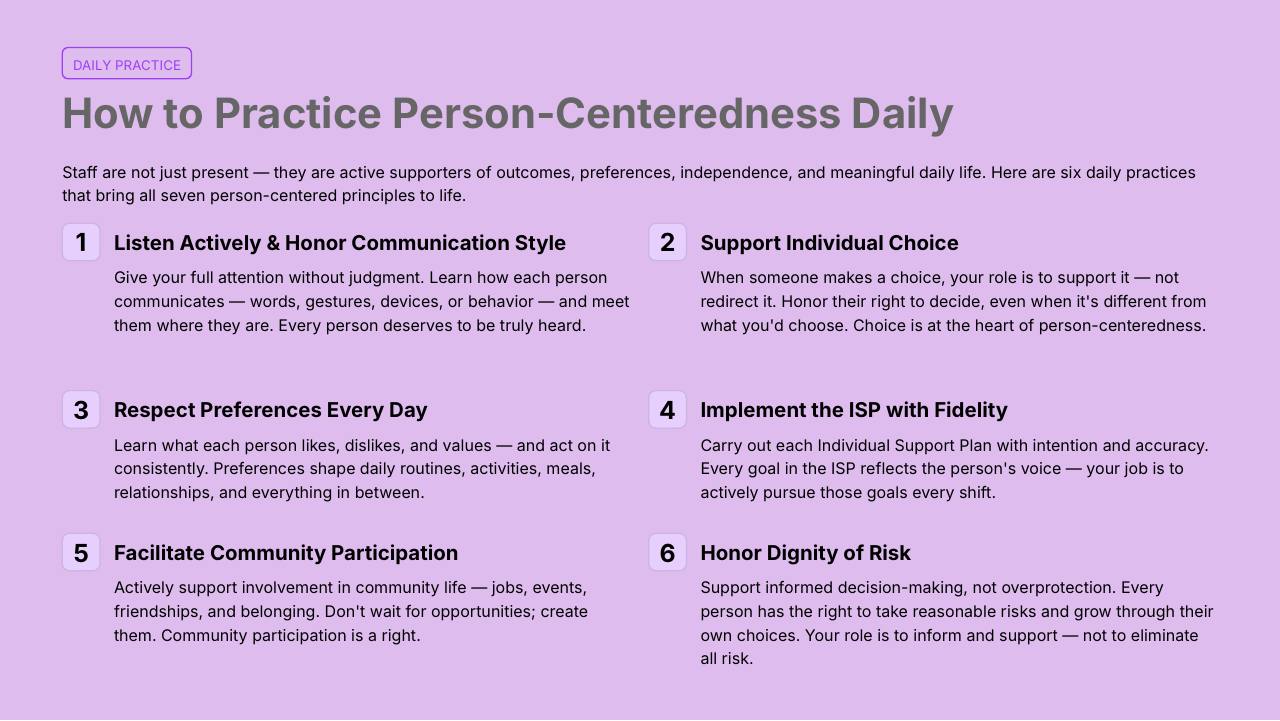 DAILY PRACTICE
How to Practice Person-Centeredness Daily
Staff are not just present — they are active supporters of outcomes, preferences, independence, and meaningful daily life. Here are six daily practices
that bring all seven person-centered principles to life.
1
Listen Actively & Honor Communication Style
Give your full attention without judgment. Learn how each person
communicates — words, gestures, devices, or behavior — and meet
them where they are. Every person deserves to be truly heard.
2
Support Individual Choice
When someone makes a choice, your role is to support it — not
redirect it. Honor their right to decide, even when it's different from
what you'd choose. Choice is at the heart of person-centeredness.
3
Respect Preferences Every Day
Learn what each person likes, dislikes, and values — and act on it
consistently. Preferences shape daily routines, activities, meals,
relationships, and everything in between.
4
Implement the ISP with Fidelity
Carry out each Individual Support Plan with intention and accuracy.
Every goal in the ISP reflects the person's voice — your job is to
actively pursue those goals every shift.
5
Facilitate Community Participation
Actively support involvement in community life — jobs, events,
friendships, and belonging. Don't wait for opportunities; create
them. Community participation is a right.
6
Honor Dignity of Risk
Support informed decision-making, not overprotection. Every
person has the right to take reasonable risks and grow through their
own choices. Your role is to inform and support — not to eliminate
all risk.